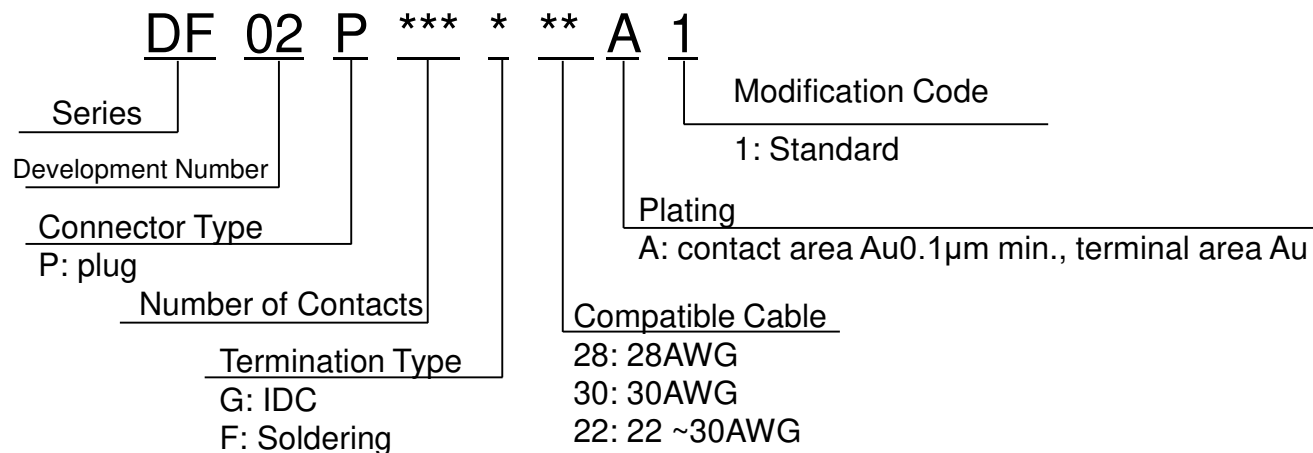 DF 02 P *** * ** A 1
Series
Development Number
Connector Type
P: plug
Number of Contacts
Termination Type
G: IDC
F: Soldering
Compatible Cable
28: 28AWG
30: 30AWG
22: 22 ~30AWG
Plating
A: contact area Au0.1μm min., terminal area Au
Modification Code
1: Standard